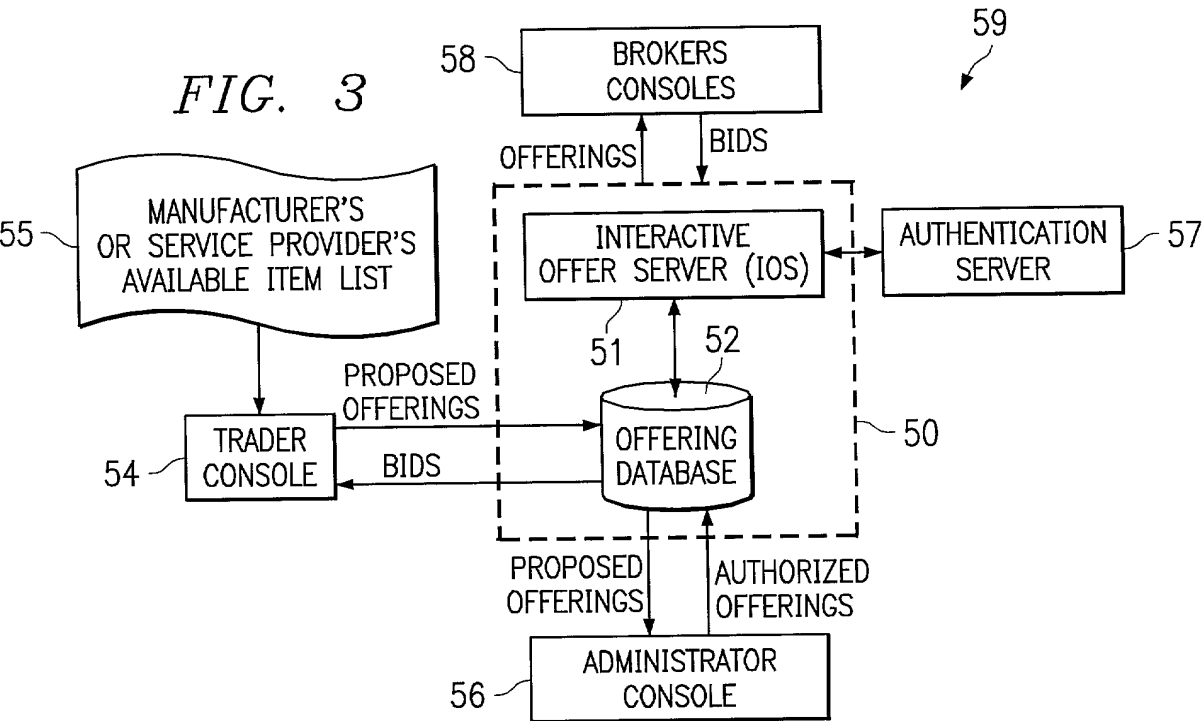 59
58
BROKERS
CONSOLES
FIG. 3
OFFERINGS
BIDS
55
MANUFACTURER'S
OR SERVICE PROVIDER'S
AVAILABLE ITEM LIST
INTERACTIVE
OFFER SERVER (IOS)
AUTHENTICATION
SERVER
57
51
52
PROPOSED
OFFERINGS
54
TRADER
CONSOLE
BIDS
OFFERING
DATABASE
50
PROPOSED
OFFERINGS
AUTHORIZED
OFFERINGS
56
ADMINISTRATOR
CONSOLE